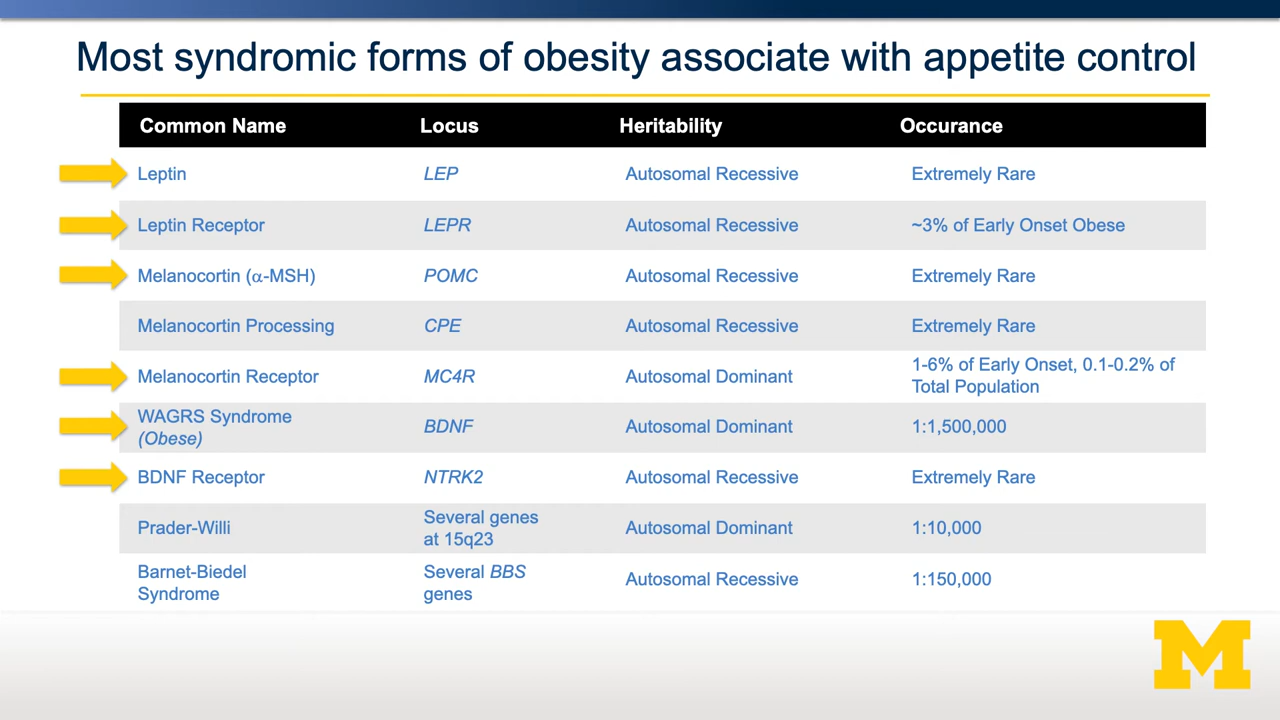 Most syndromic forms of obesity associate with appetite control
Common Name Locus Heritability Occurance
Leptin LEP Autosomal Recessive Extremely Rare
Leptin Receptor LEPR Autosomal Recessive ~3% of Early Onset Obese
Melanocortin (α-MSH) POMC Autosomal Recessive Extremely Rare
Melanocortin Processing CPE Autosomal Recessive Extremely Rare
Melanocortin Receptor MC4R Autosomal Dominant 1-6% of Early Onset, 0.1-0.2% of
Total Population
WAGRS Syndrome
(Obese) BDNF Autosomal Dominant 1:1,500,000
BDNF Receptor NTRK2 Autosomal Recessive Extremely Rare
Prader-Willi Several genes
at 15q23 Autosomal Dominant 1:10,000
Barnet-Biedel Several BBS
Syndrome genes Autosomal Recessive 1:150,000
M